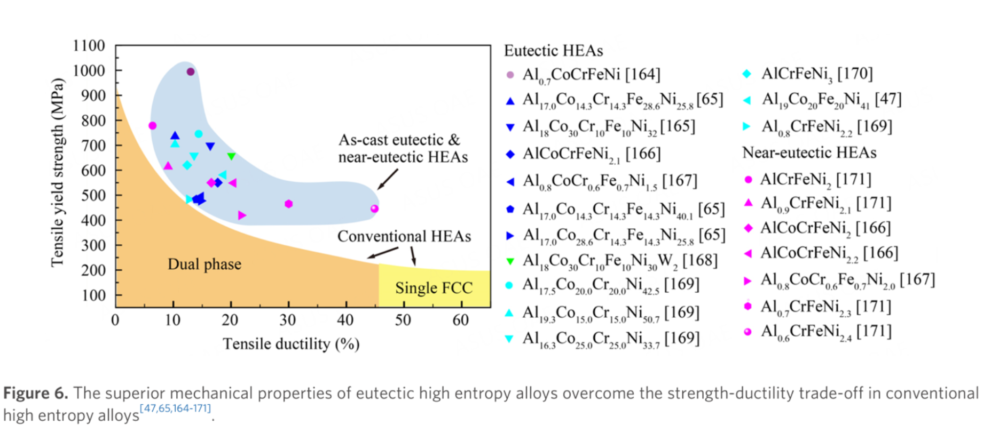 1100
1000
900
800
700
600
500
400
300
200
100
Tensile yield strength (MPa)
0 10 20 30 40 50 60
Tensile ductility (%)
As-cast eutectic &
near-eutectic HEAs
Conventional HEAs
Dual phase
Single FCC
Eutectic HEAs
Al0.7CoCrFeNi [164]
Al17.0Co14.3Cr14.3Fe28.6Ni25.8 [65]
Al18Co30Cr10Fe10Ni32 [165]
AlCoCrFeNi2.1 [166]
Al0.8CoCr0.6Fe0.7Ni1.5 [167]
Al17.0Co14.3Cr14.3Fe14.3Ni40.1 [65]
Al17.0Co28.6Cr14.3Fe14.3Ni25.8 [65]
Al18Co30Cr10Fe10Ni30W2 [168]
Al17.5Co20.0Cr20.0Ni42.5 [169]
Al19.3Co15.0Cr15.0Ni50.7 [169]
Al16.3Co25.0Cr25.0Ni33.7 [169]
AlCrFeNi3 [170]
Al19Co20Fe20Ni41 [47]
Al0.8CrFeNi2.2 [169]
Near-eutectic HEAs
AlCrFeNi2 [171]
Al0.9CrFeNi2.1 [171]
AlCoCrFeNi2 [166]
AlCoCrFeNi2.2 [166]
Al0.8CoCr0.6Fe0.7Ni2.0 [167]
Al0.7CrFeNi2.3 [171]
Al0.6CrFeNi2.4 [171]
Figure 6. The superior mechanical properties of eutectic high entropy alloys overcome the strength-ductility trade-off in conventional
high entropy alloys[47,65,164-171].